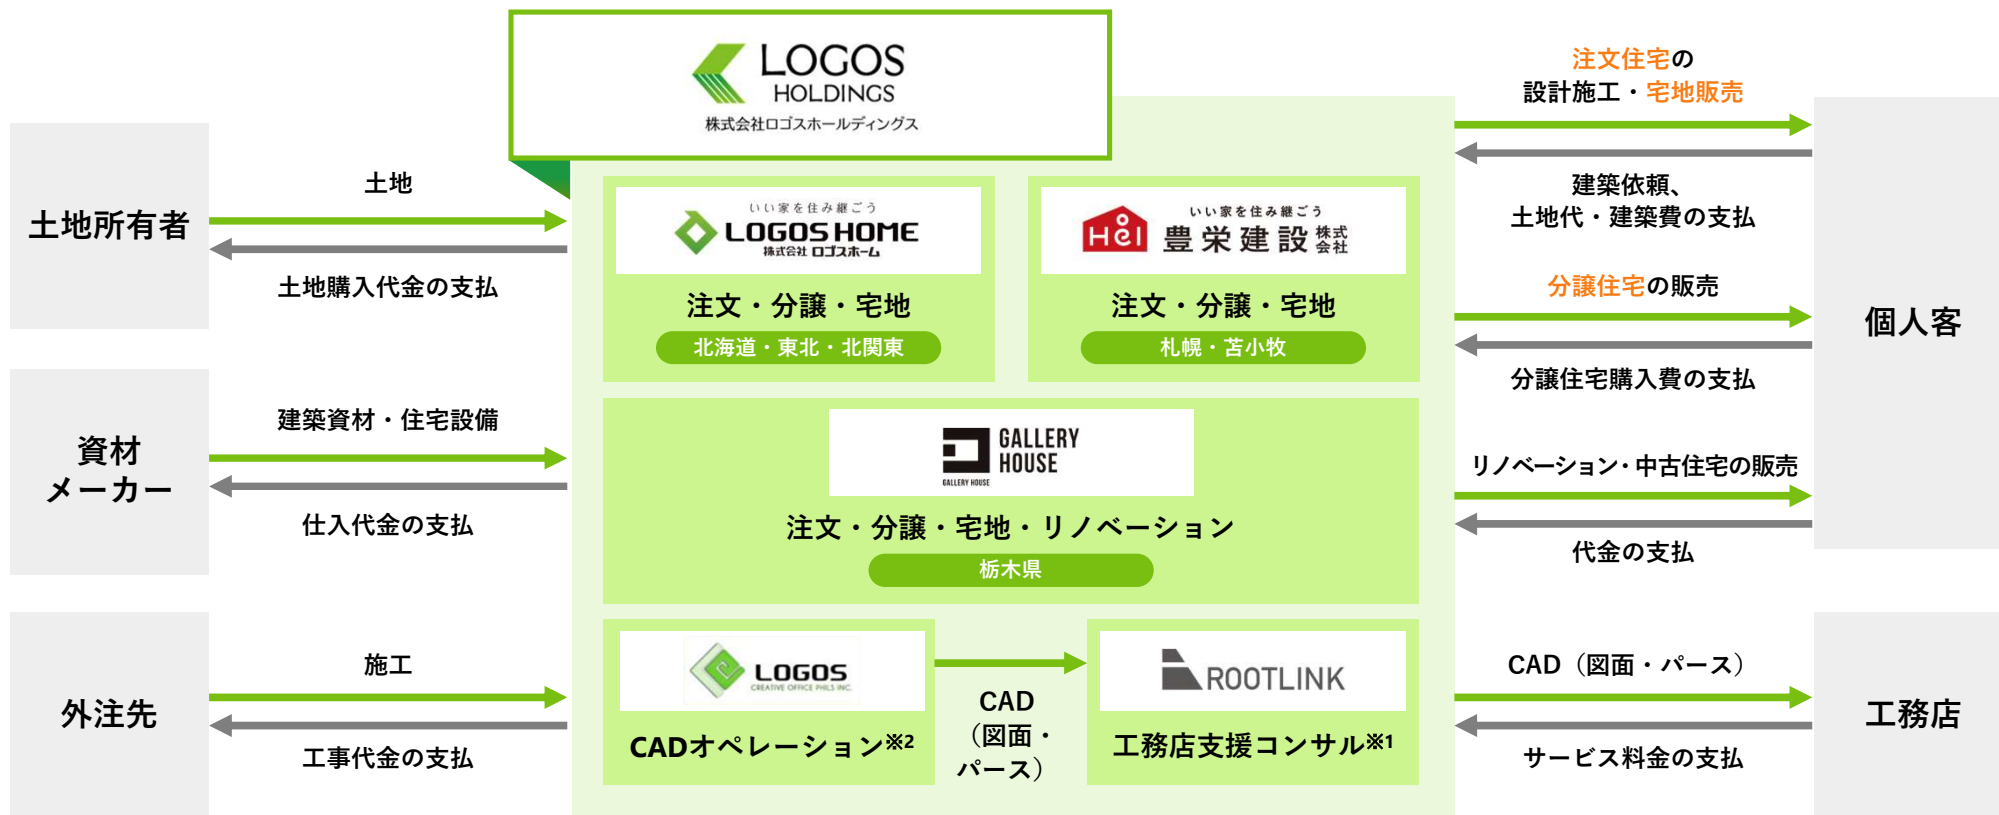 LOGOS
HOLDINGS
株式会社ロゴスホールディングス
土地所有者
土地
土地購入代金の支払
資材
メーカー
建築資材・住宅設備
仕入代金の支払
外注先
施工
工事代金の支払
いい家を住み継ごう
LOGOS HOME
株式会社 ロゴスホーム
注文・分譲・宅地
北海道・東北・北関東
いい家を住み継ごう
Hei
豊栄建設 株式会社
注文・分譲・宅地
札幌・苫小牧
GALLERY
HOUSE
GALLERY HOUSE
注文・分譲・宅地・リノベーション
栃木県
LOGOS
CREATIVE OFFICE PHILS INC.
CADオペレーション※2
CAD
（図面・
パース）
ROOTLINK
工務店支援コンサル※1
注文住宅の
設計施工・宅地販売
建築依頼、
土地代・建築費の支払
分譲住宅の販売
分譲住宅購入費の支払
リノベーション・中古住宅の販売
代金の支払
個人客
CAD（図面・パース）
サービス料金の支払
工務店